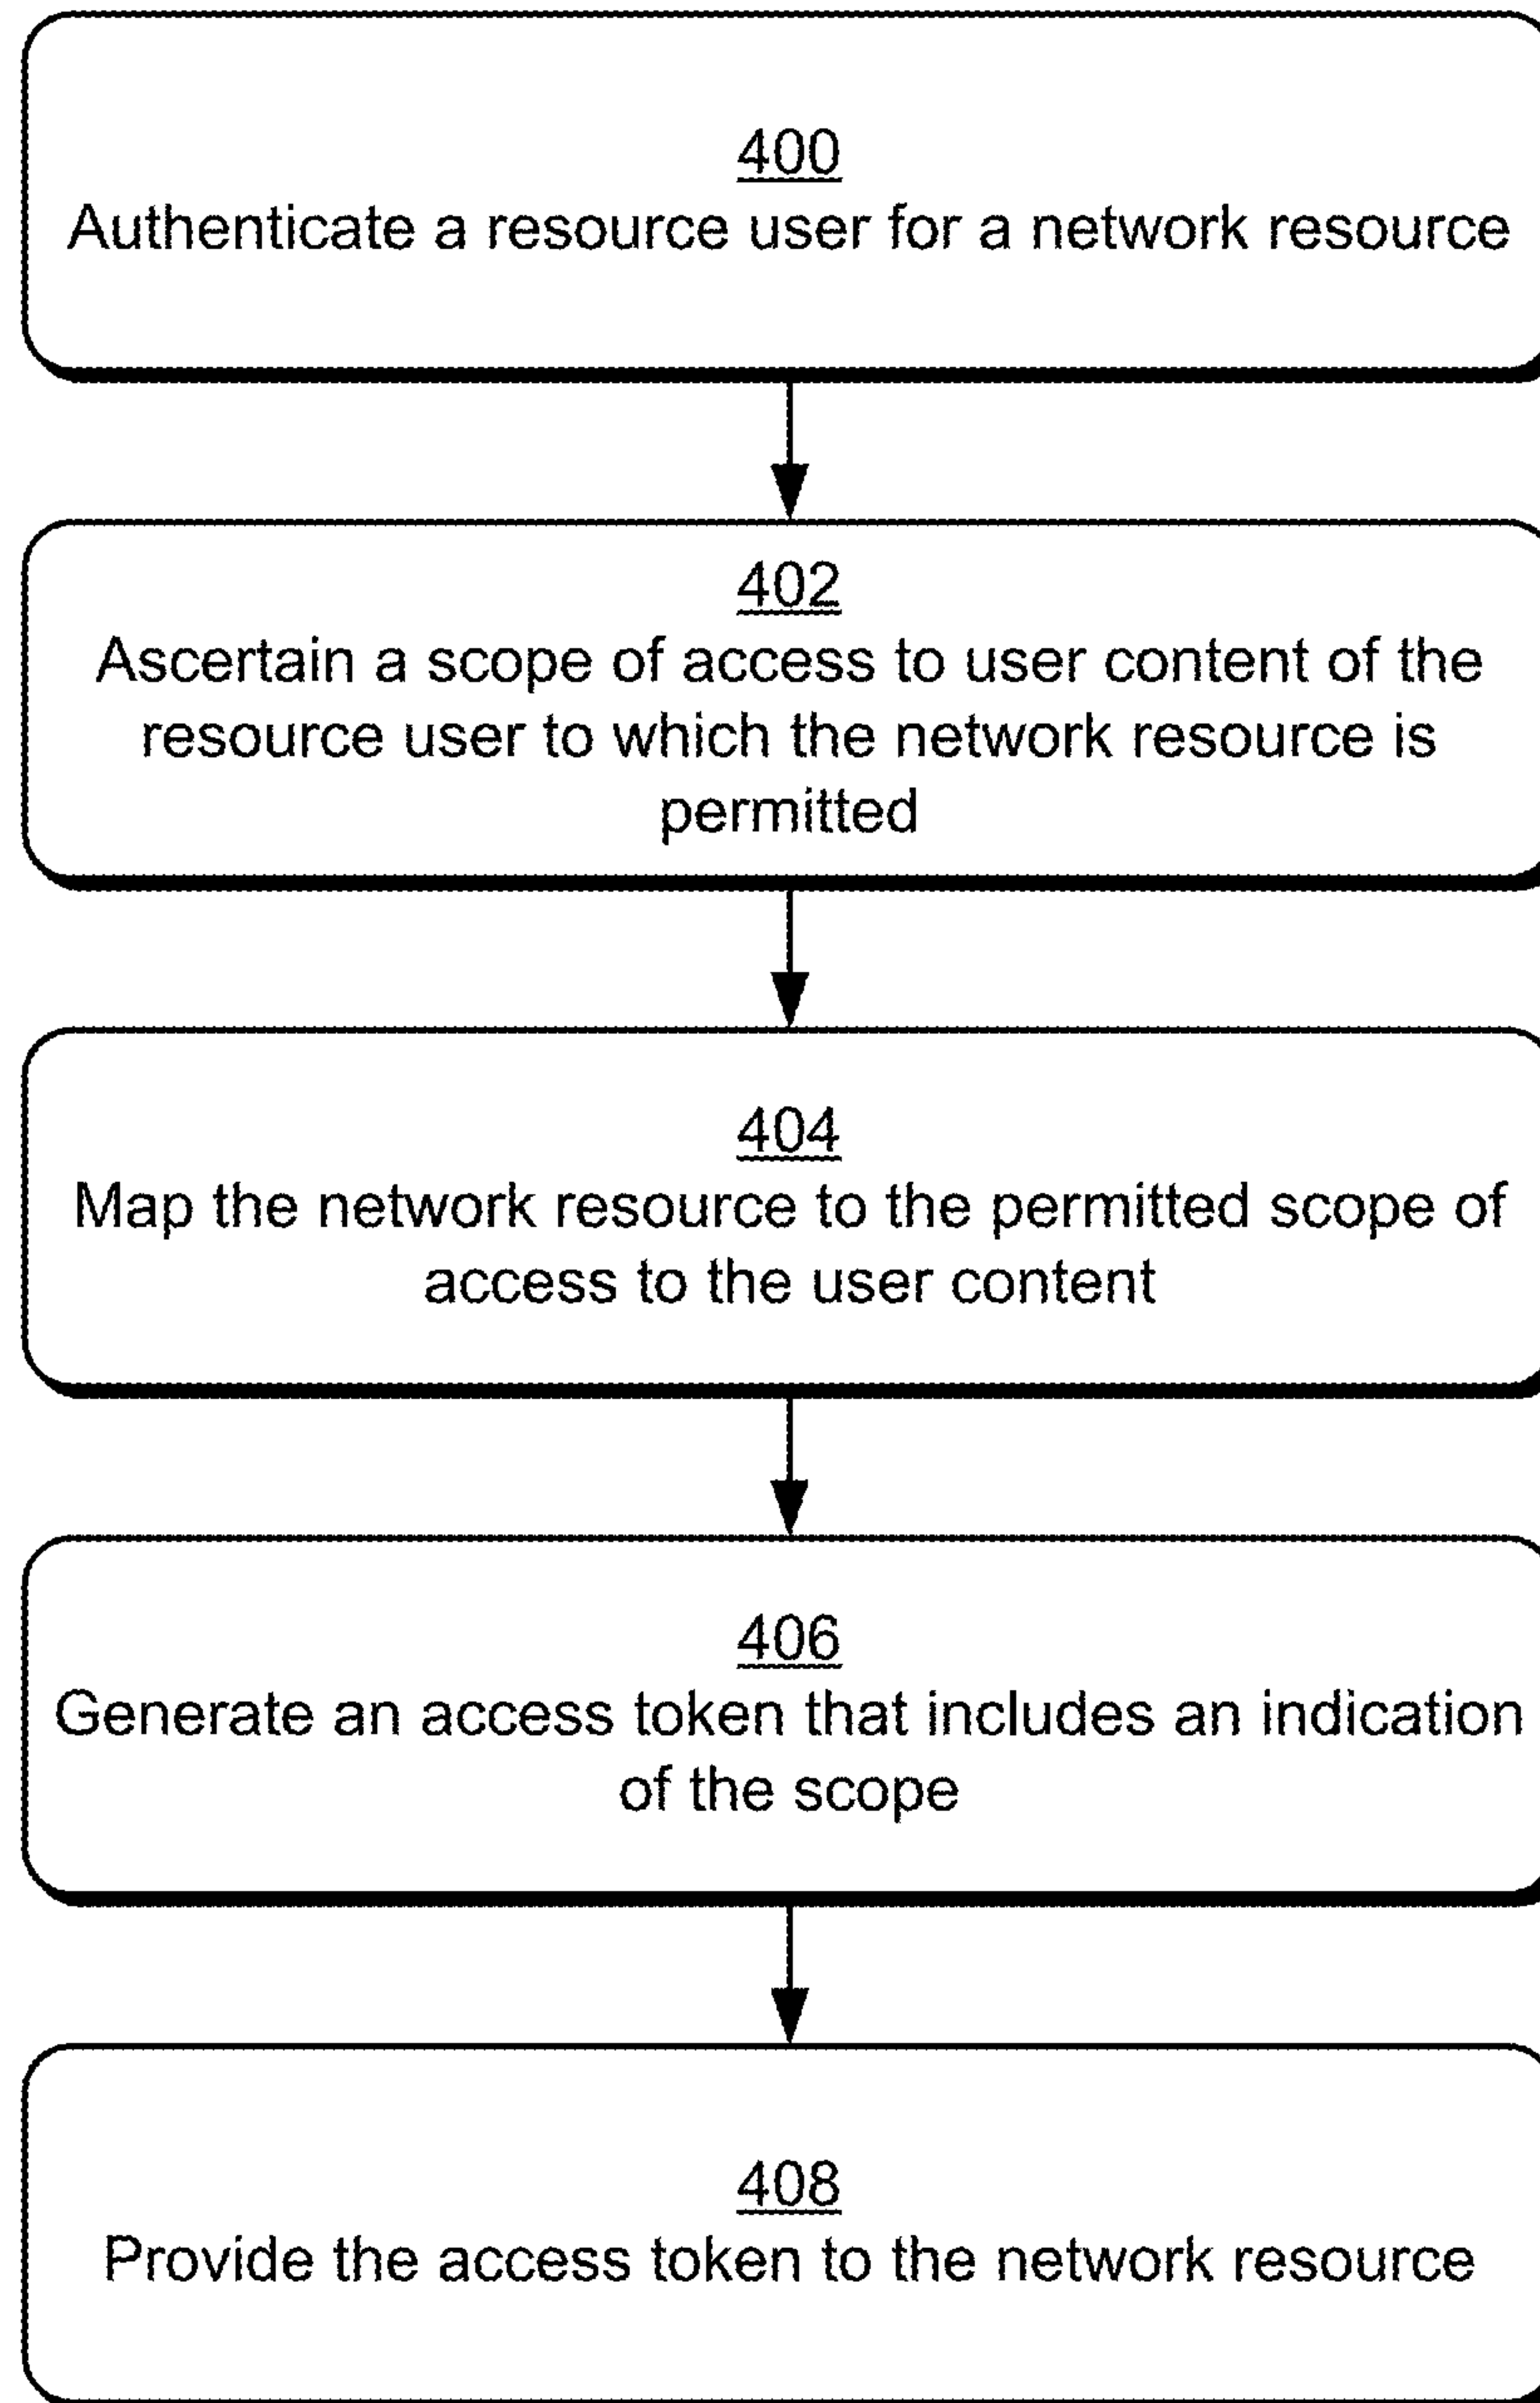 400
Authenticate a resource user for a network resource
402
Ascertain a scope of access to user content of the
resource user to which the network resource is
permitted
404
Map the network resource to the permitted scope of
access to the user content
406
Generate an access token that includes an indication
of the scope
408
Provide the access token to the network resource